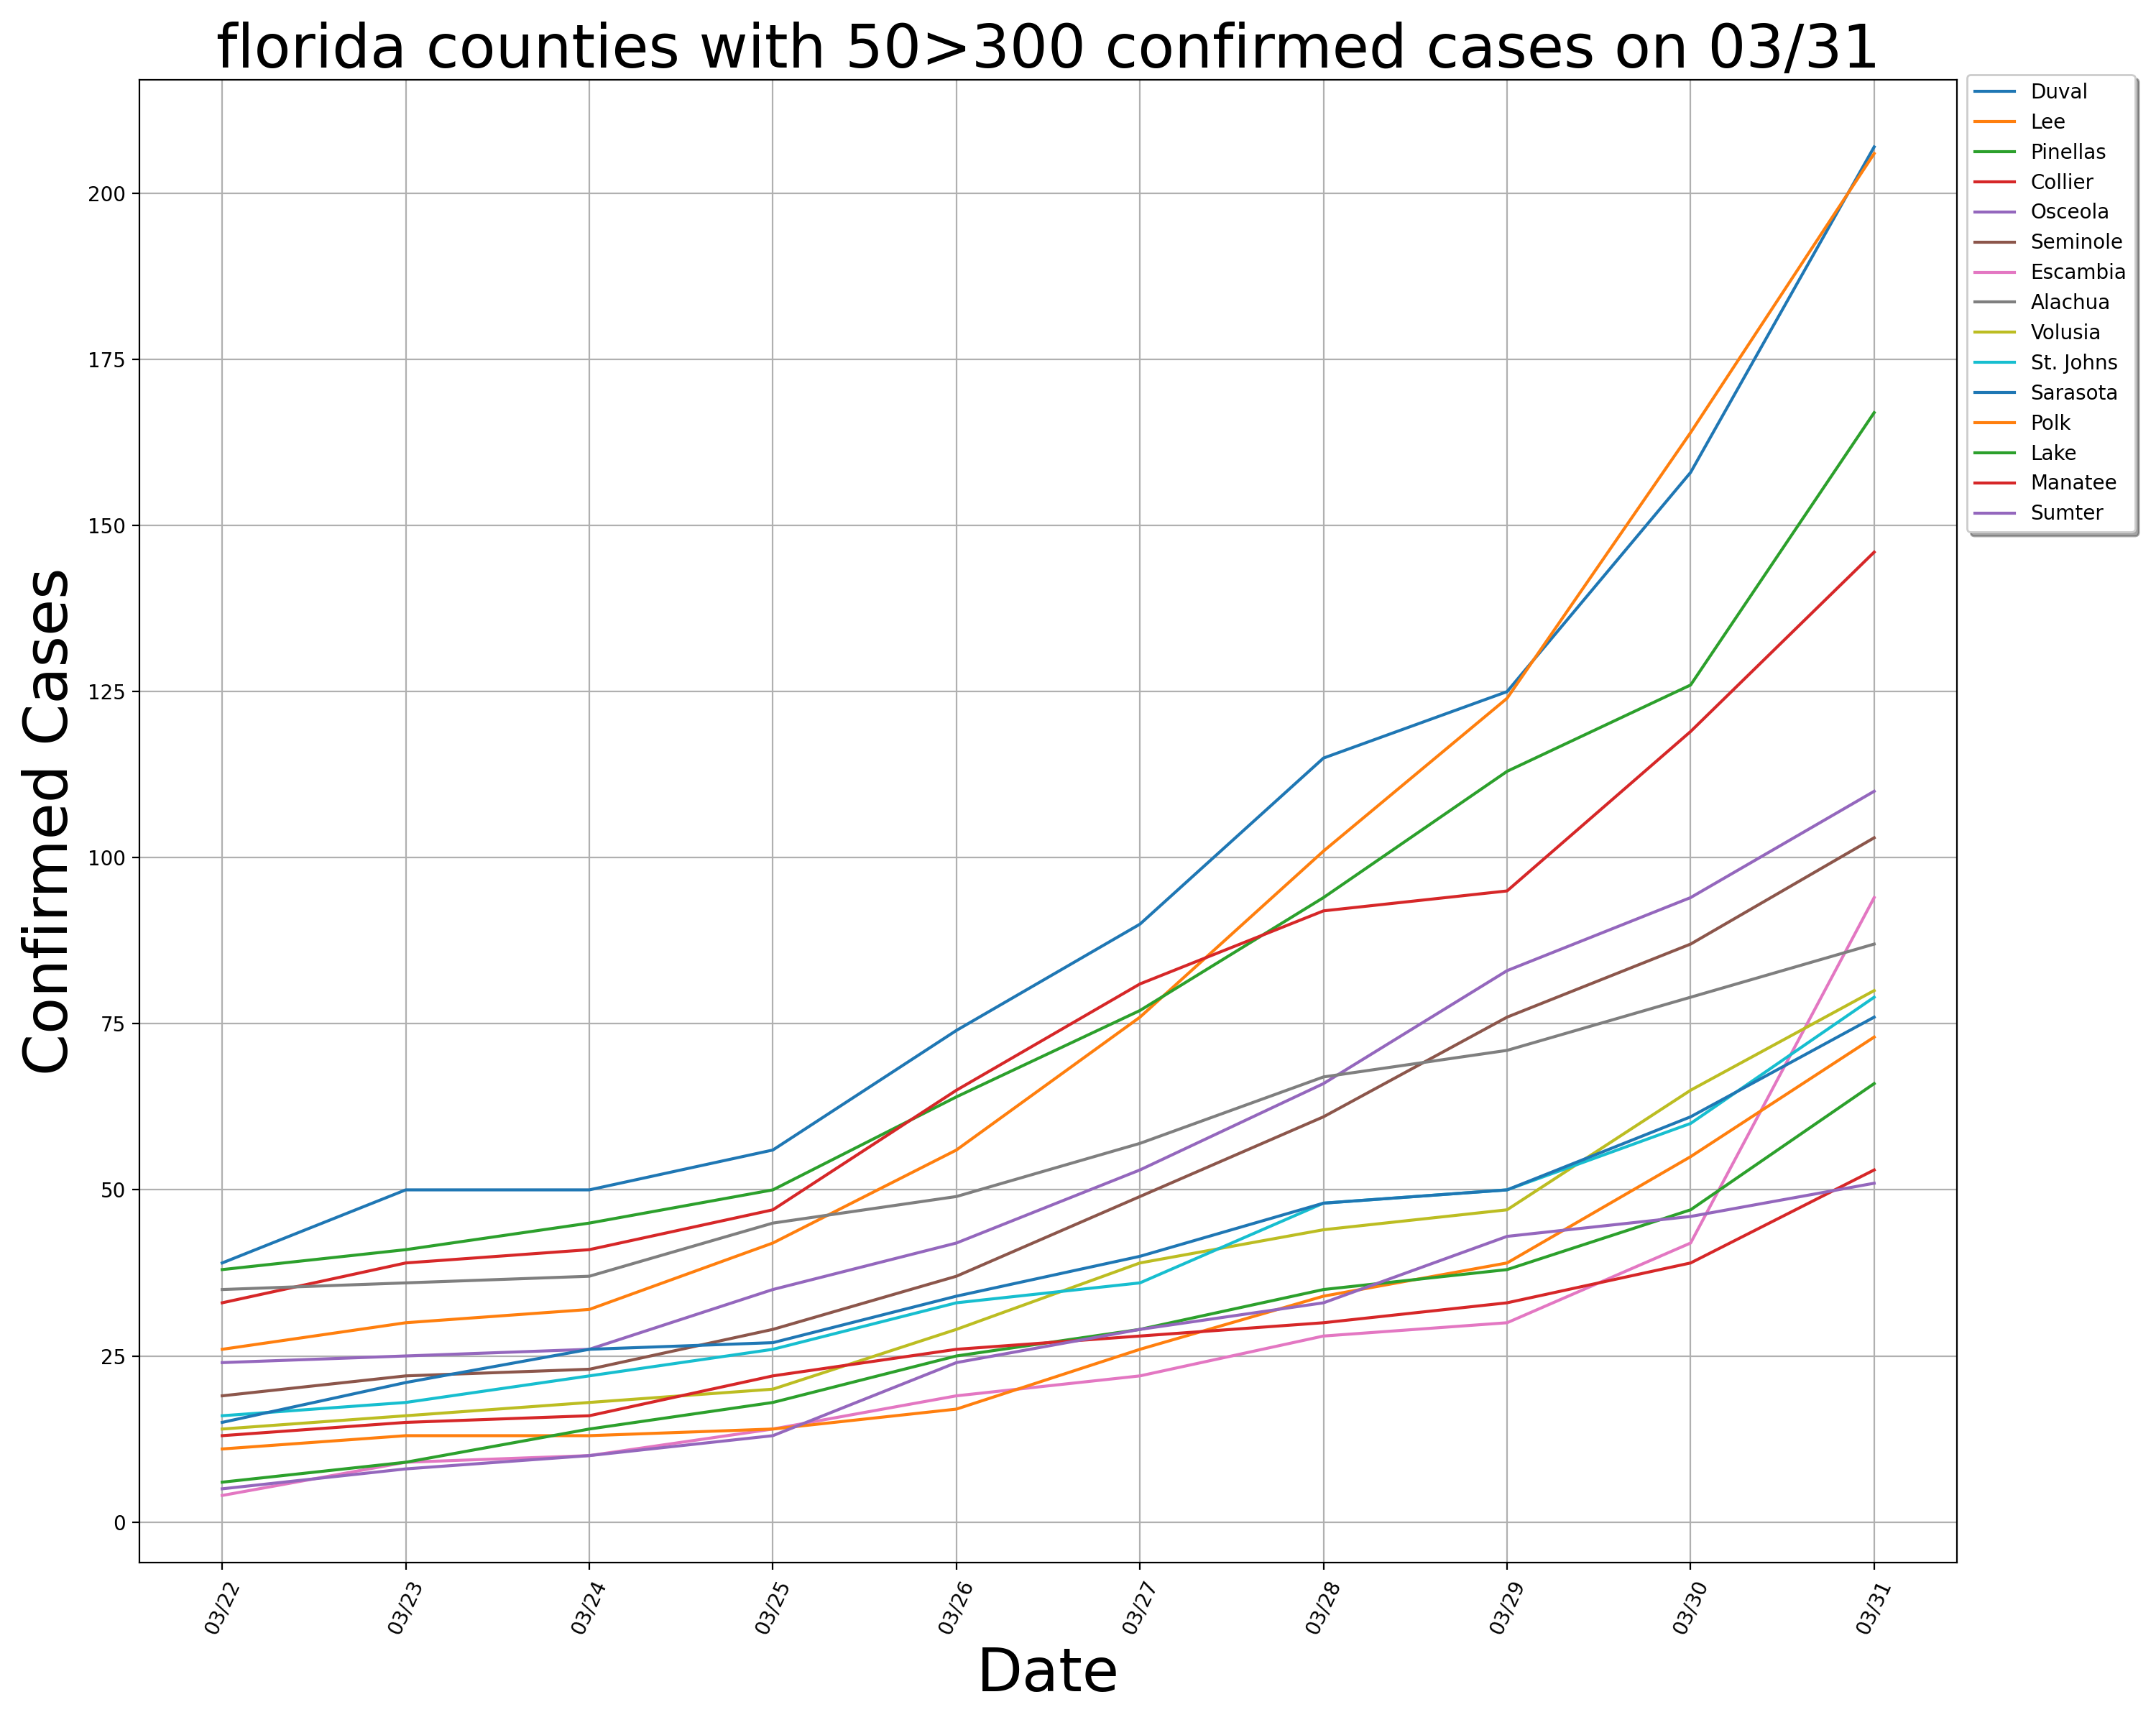 florida counties with 50>300 confirmed cases on 03/31
Duval
Lee
Pinellas
Collier
Osceola
Seminole
Escambia
Alachua
Volusia
St. Johns
Sarasota
Polk
Lake
Manatee
Sumter
Confirmed Cases
200
175
150
125
100
75
50
25
0
03/22
03/23
03/24
03/25
03/26
03/27
03/28
03/29
03/30
03/31
Date